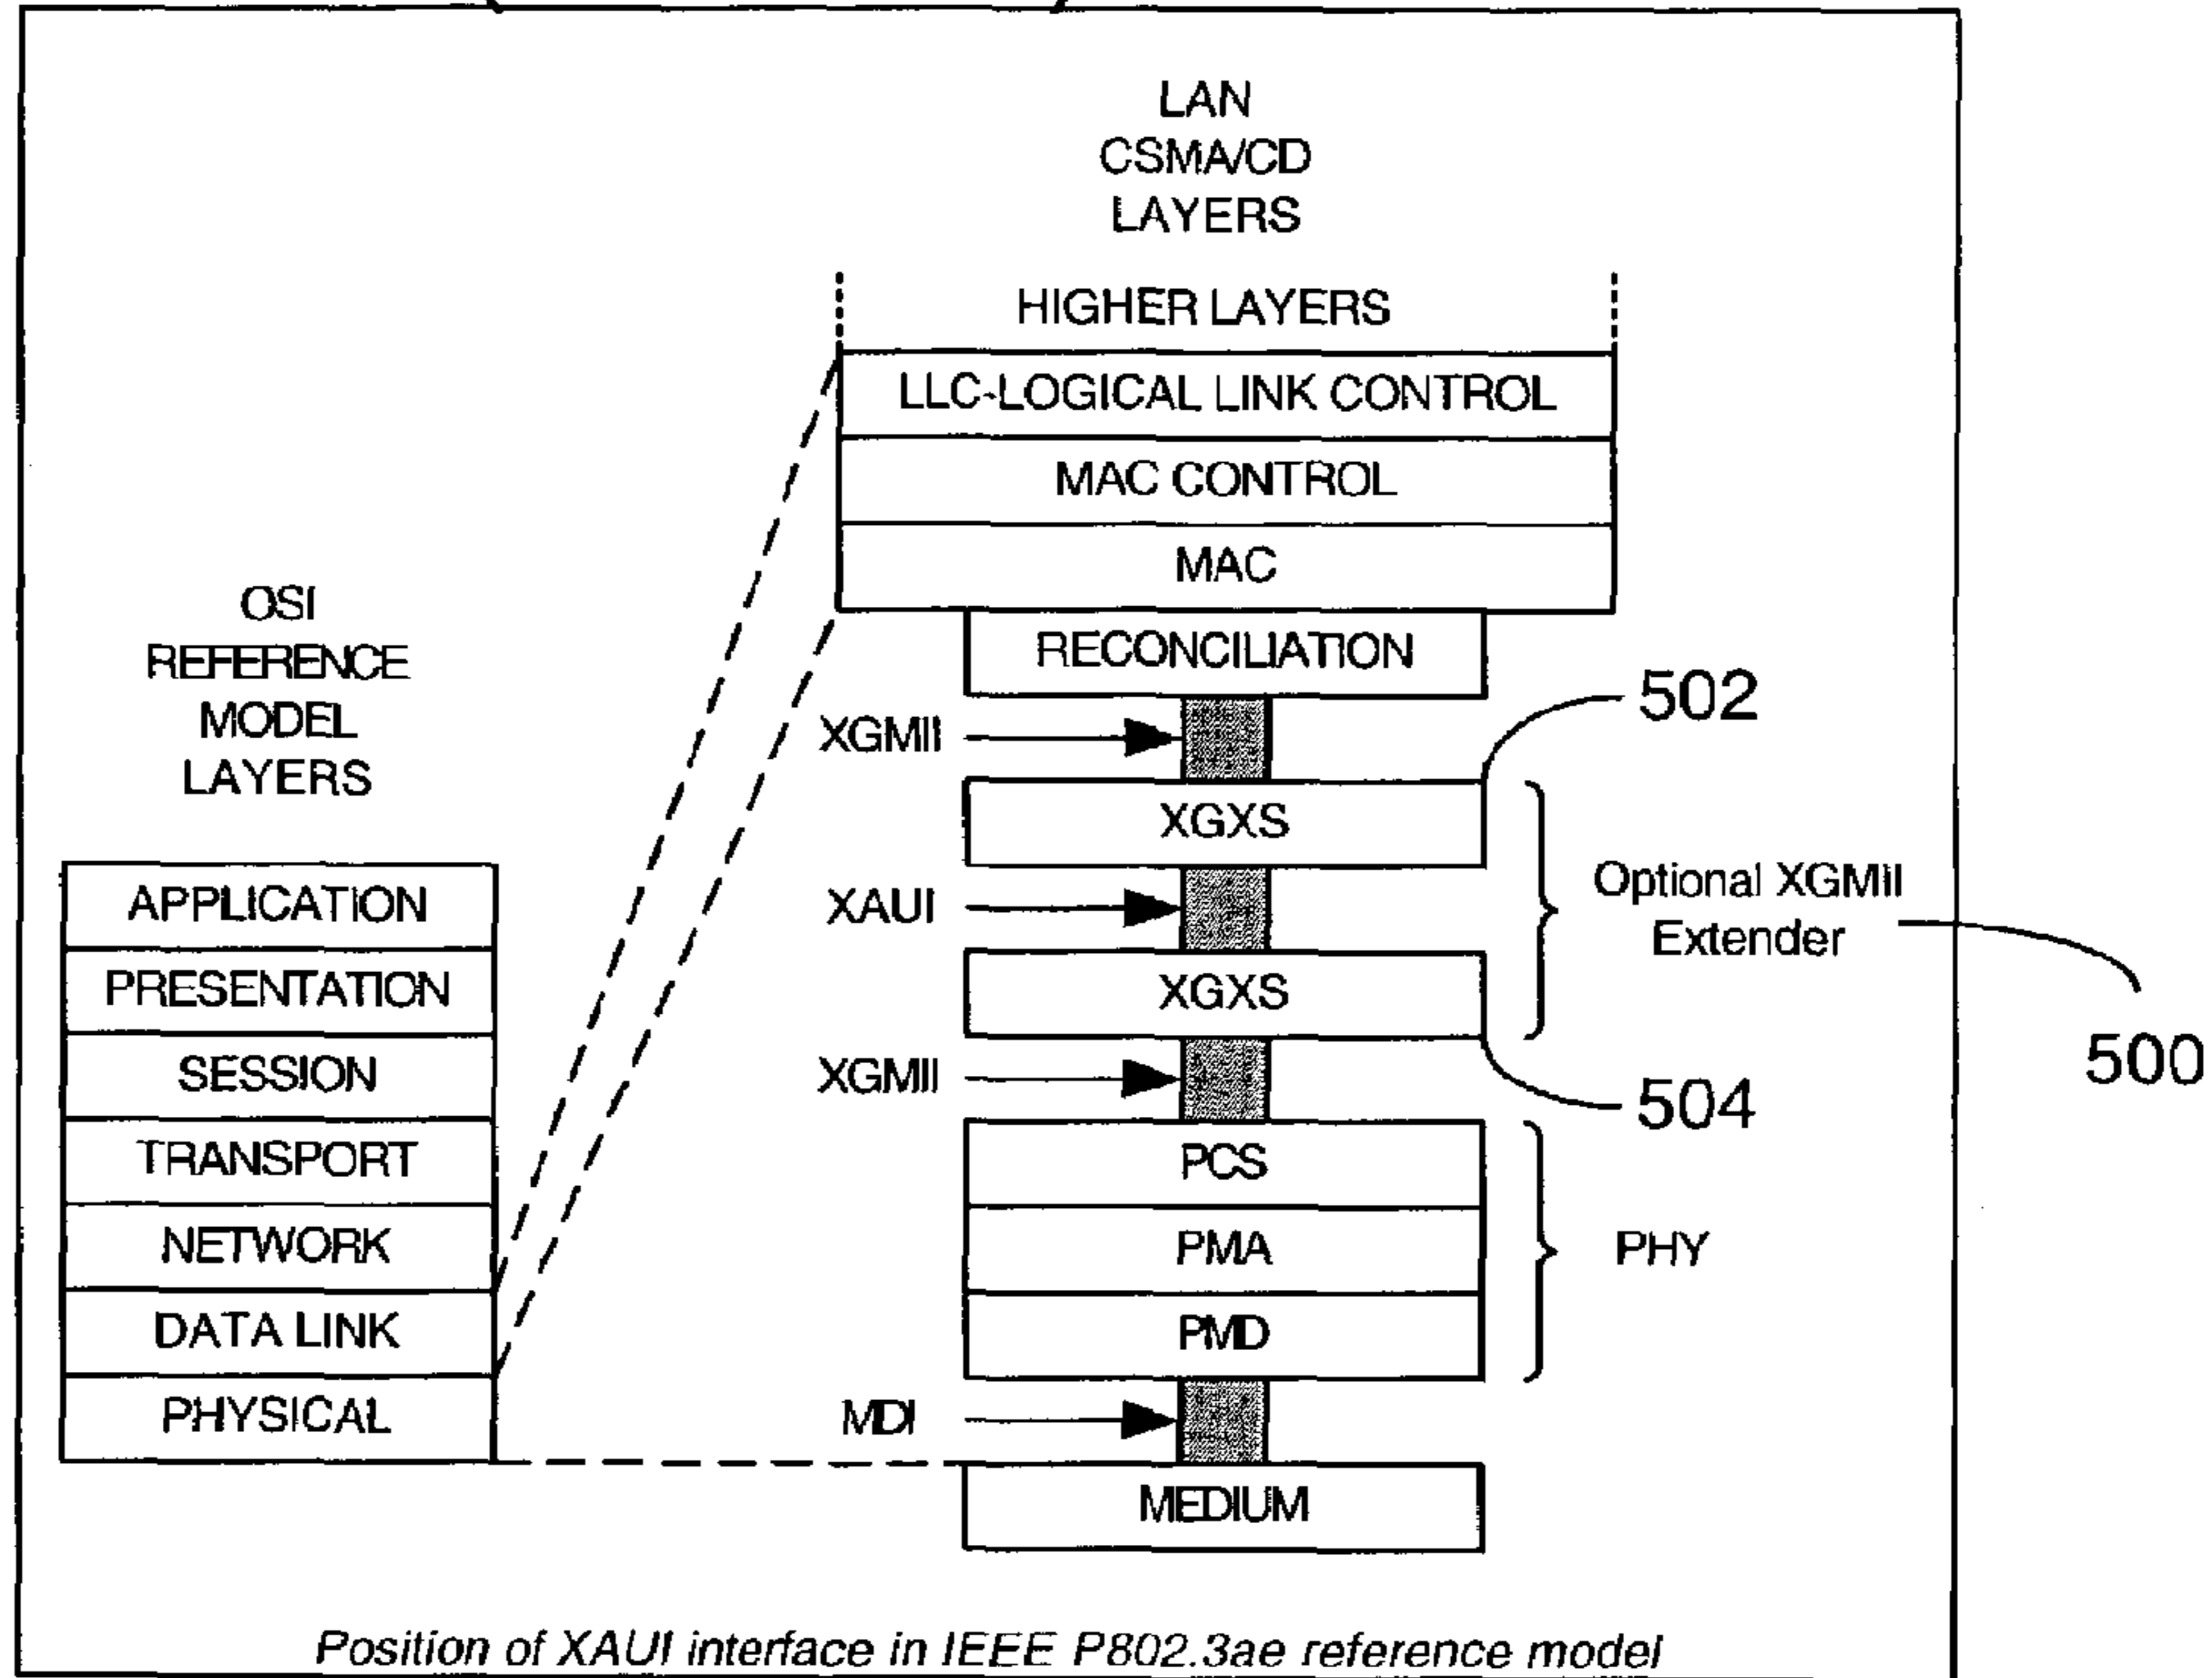 LAN
CSMA/CD
LAYERS
HIGHER LAYERS
LLC-LOGICAL LINK CONTROL
MAC CONTROL
MAC
RECONCILIATION
OSI
REFERENCE
MODEL
LAYERS
APPLICATION
PRESENTATION
SESSION
TRANSPORT
NETWORK
DATA LINK
PHYSICAL
XGMII
502
XGXS
XAUI
Optional XGMII
Extender
500
XGXS
XGMII
504
PCS
PMA
PMD
PHY
MDI
MEDIUM
Position of XAUI interface in IEEE P802.3ae reference model